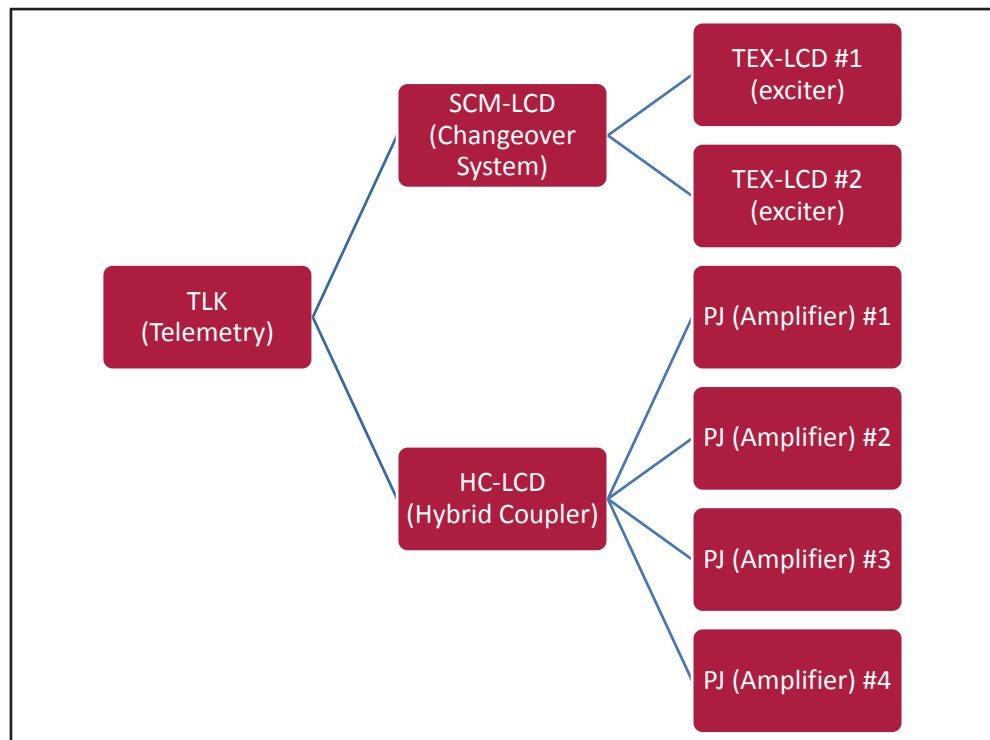 TLK
(Telemetry)
SCM-LCD
(Changeover
System)
HC-LCD
(Hybrid Coupler)
TEX-LCD #1
(exciter)
TEX-LCD #2
(exciter)
PJ (Amplifier) #1
PJ (Amplifier) #2
PJ (Amplifier) #3
PJ (Amplifier) #4